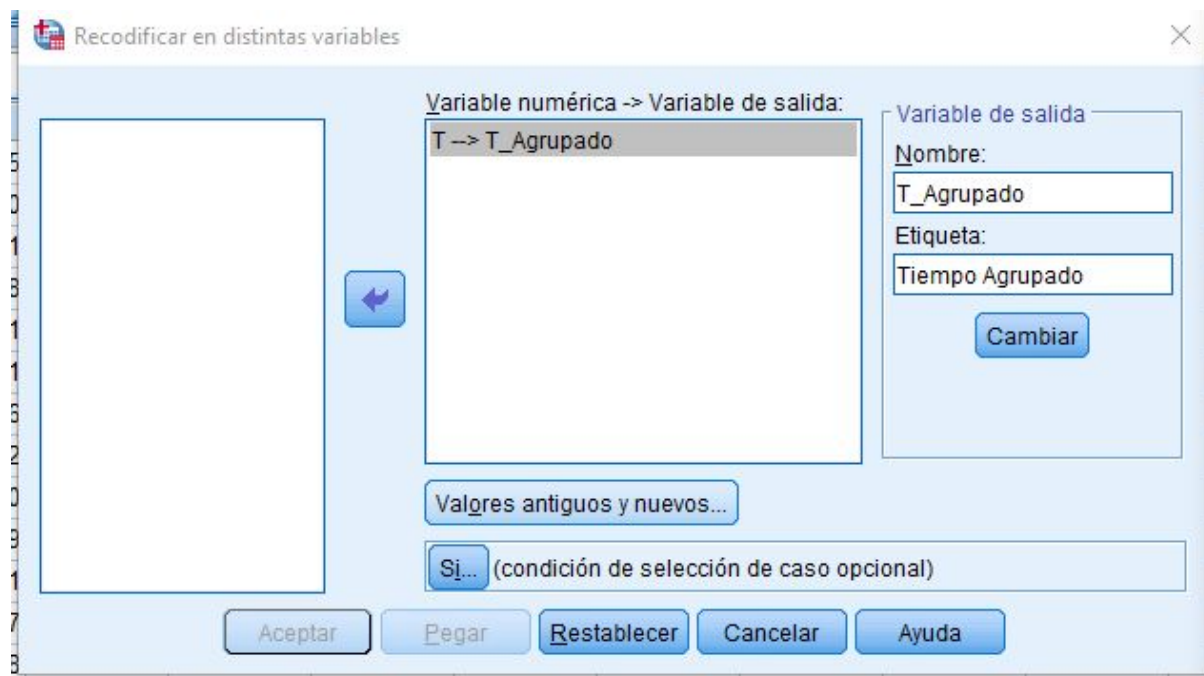 Recodificar en distintas variables
Variable numérica -> Variable de salida:
T --> T_Agrupado
Variable de salida
Nombre:
T_Agrupado
Etiqueta:
Tiempo Agrupado
Cambiar
Valores antiguos y nuevos...
Si... (condición de selección de caso opcional)
Aceptar Pegar Restablecer Cancelar Ayuda